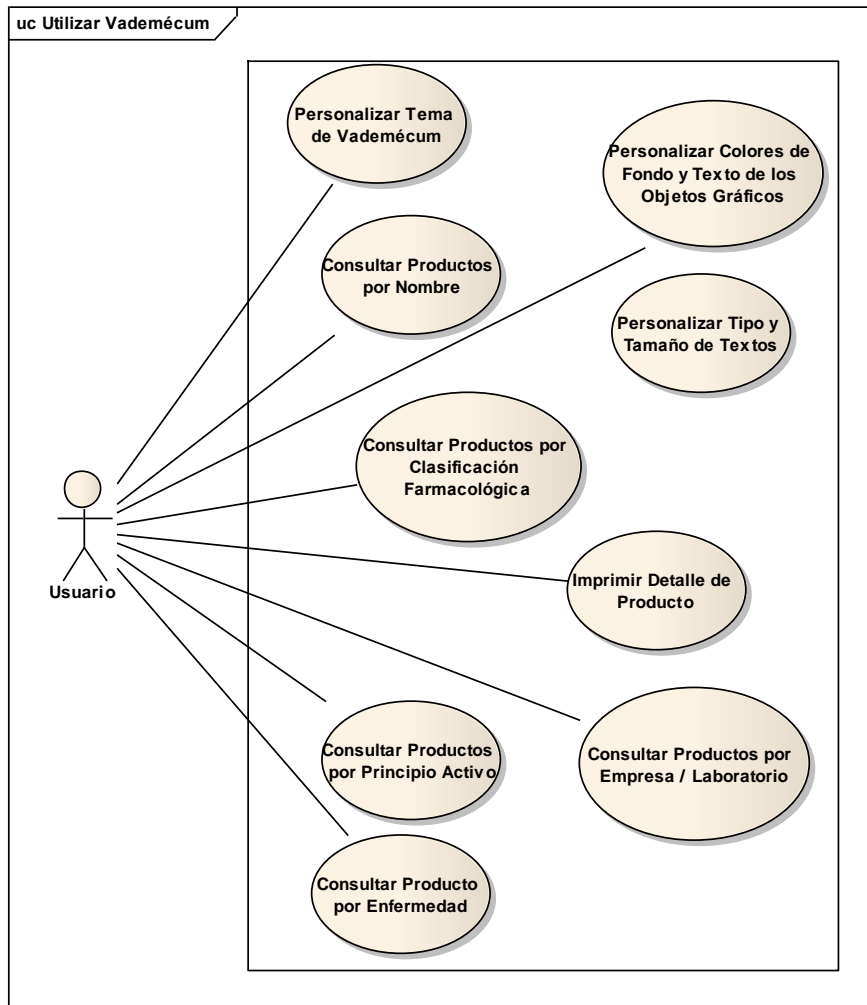 uc Utilizar Vademécum
Personalizar Tema
de Vademécum
Personalizar Colores de
Fondo y Texto de los
Objetos Gráficos
Consultar Productos
por Nombre
Personalizar Tipo y
Tamaño de Textos
Consultar Productos por
Clasificación
Farmacológica
Usuario
Imprimir Detalle de
Producto
Consultar Productos
por Principio Activo
Consultar Productos por
Empresa / Laboratorio
Consultar Producto
por Enfermedad